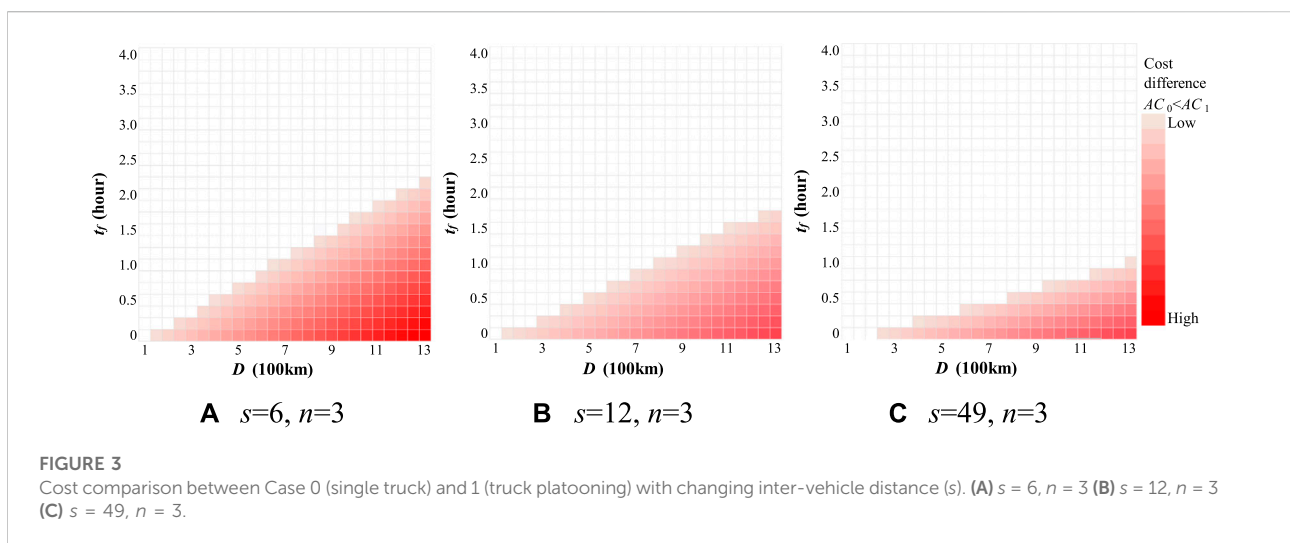 4.0
3.5
3.0
2.5
2.0
1.5
1.0
0.5
0
tf (hour)
1 3 5 7 9 11 13
D (100km)
A s=6, n=3
4.0
3.5
3.0
2.5
2.0
1.5
1.0
0.5
0
tf (hour)
1 3 5 7 9 11 13
D (100km)
B s=12, n=3
4.0
3.5
3.0
2.5
2.0
1.5
1.0
0.5
0
tf (hour)
1 3 5 7 9 11 13
D (100km)
C s=49, n=3
Cost
difference
AC0<AC1
Low
High
FIGURE 3
Cost comparison between Case 0 (single truck) and 1 (truck platooning) with changing inter-vehicle distance (s). (A) s = 6, n = 3 (B) s = 12, n = 3
(C) s = 49, n = 3.